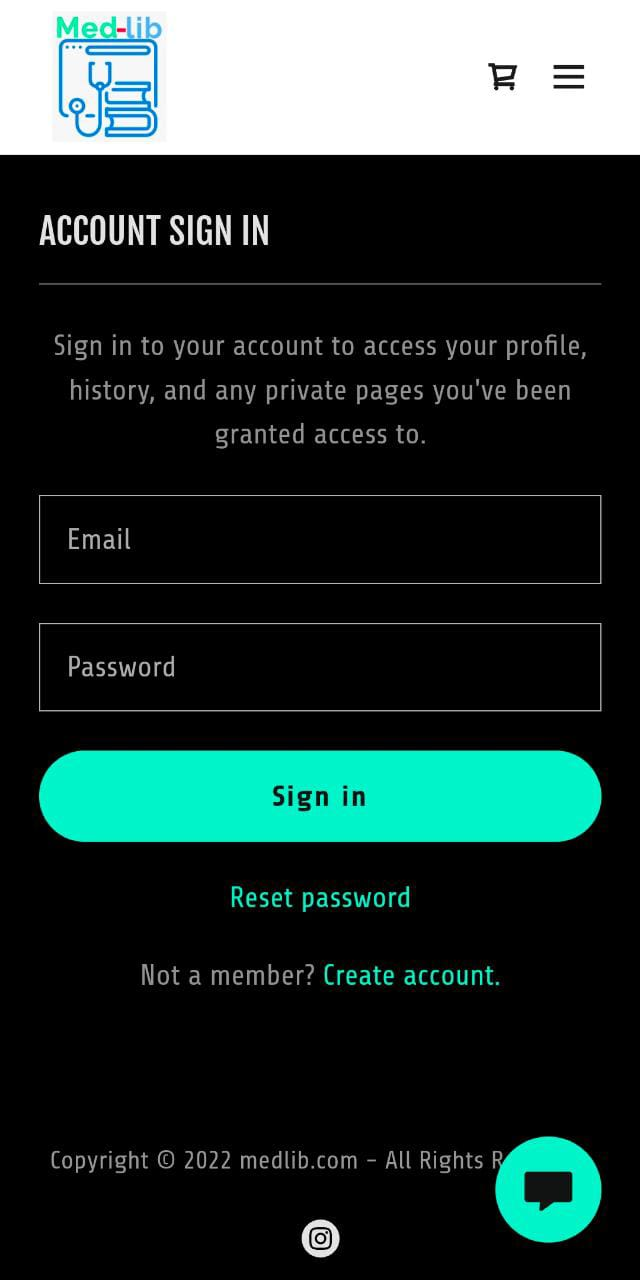 Med-lib
ACCOUNT SIGN IN
Sign in to your account to access your profile,
history, and any private pages you've been
granted access to.
Email
Password
Sign in
Reset password
Not a member? Create account.
Copyright © 2022 medlib.com – All Rights